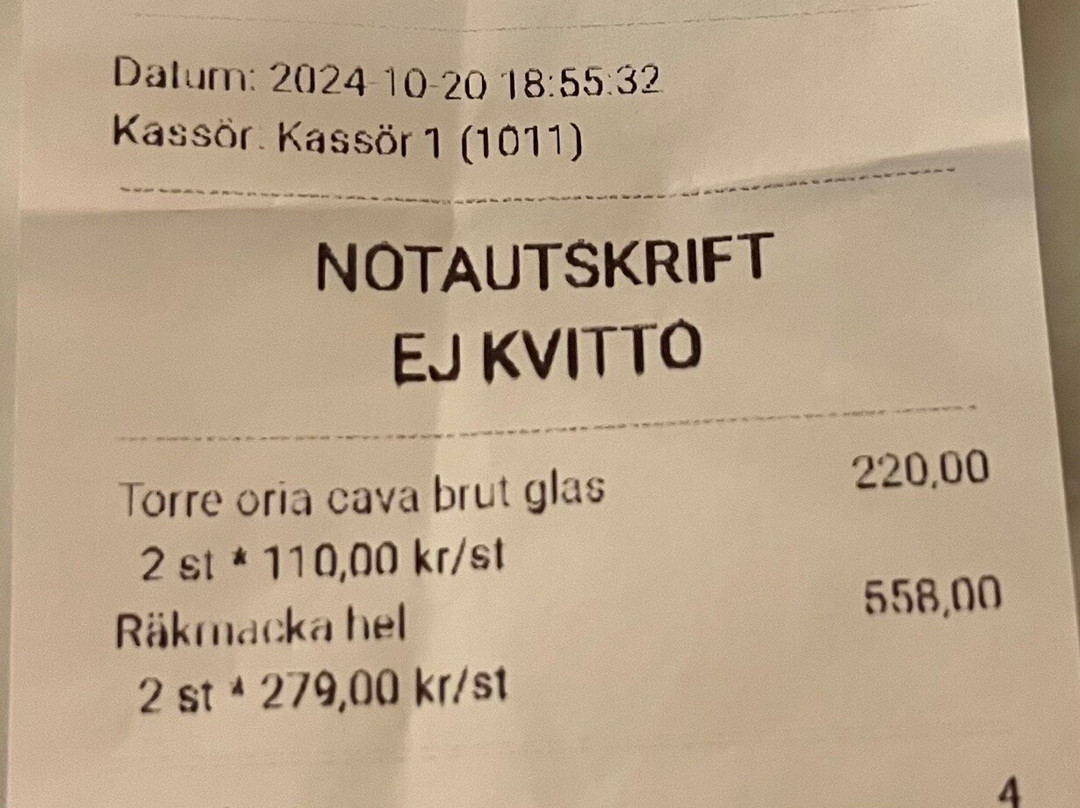 Datum: 2024-10-20 18:55:32
Kassör: Kassör 1 (1011)
NOTAUTSKRIFT
EJ KVITTO
Torre oria cava brut glas 220,00
2 st * 110,00 kr/st
Räkmacka hel 558,00
2 st * 279,00 kr/st
4